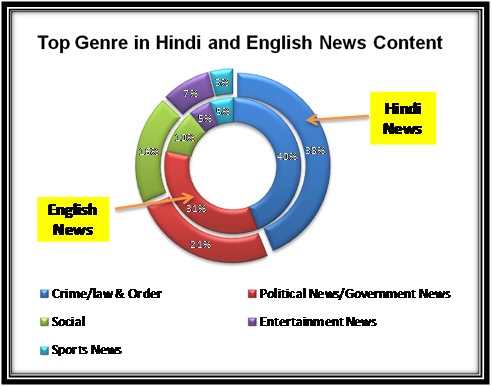 Top Genre in Hindi and English News Content
3%
7%
5%
5%
Hindi
News
16%
10%
40%
38%
English
News
31%
21%
Crime/law & Order
Political News/Government News
Social
Entertainment News
Sports News